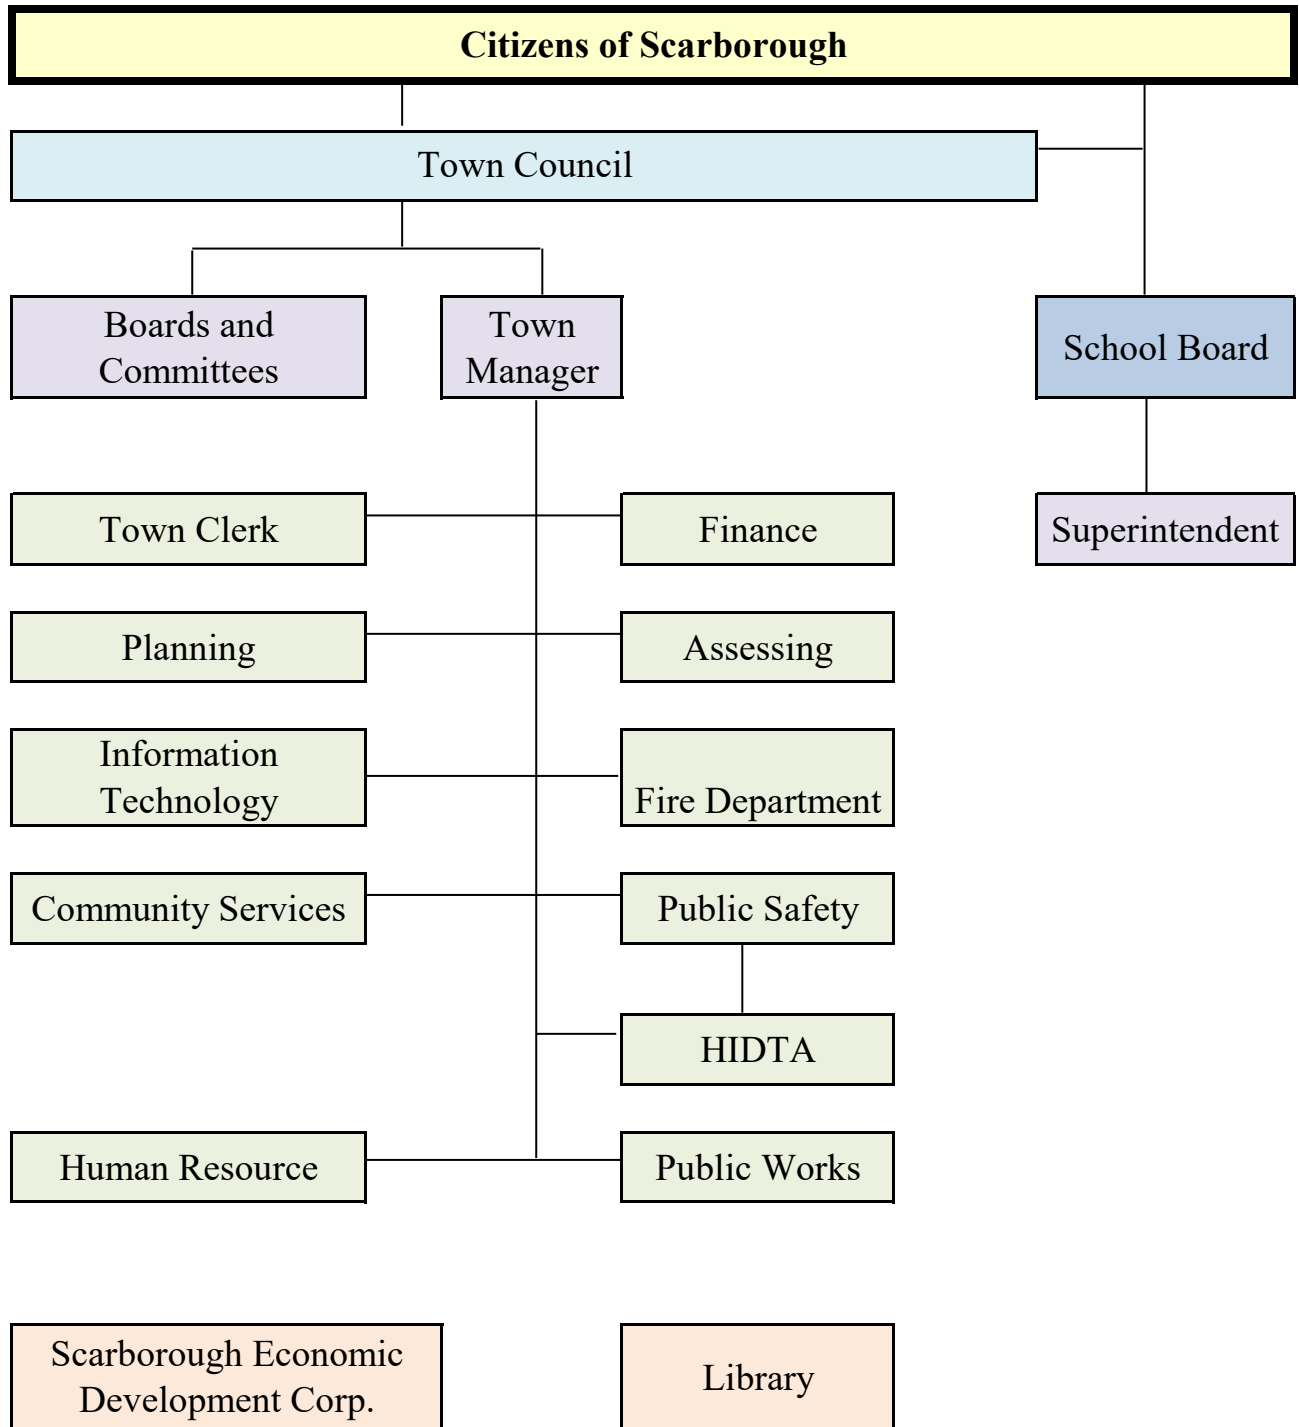 Citizens of Scarborough
Town Council
Boards and
Committees
Town
Manager
School Board
Town Clerk
Finance
Superintendent
Planning
Assessing
Information
Technology
Fire Department
Community Services
Public Safety
HIDTA
Human Resource
Public Works
Scarborough Economic
Development Corp.
Library